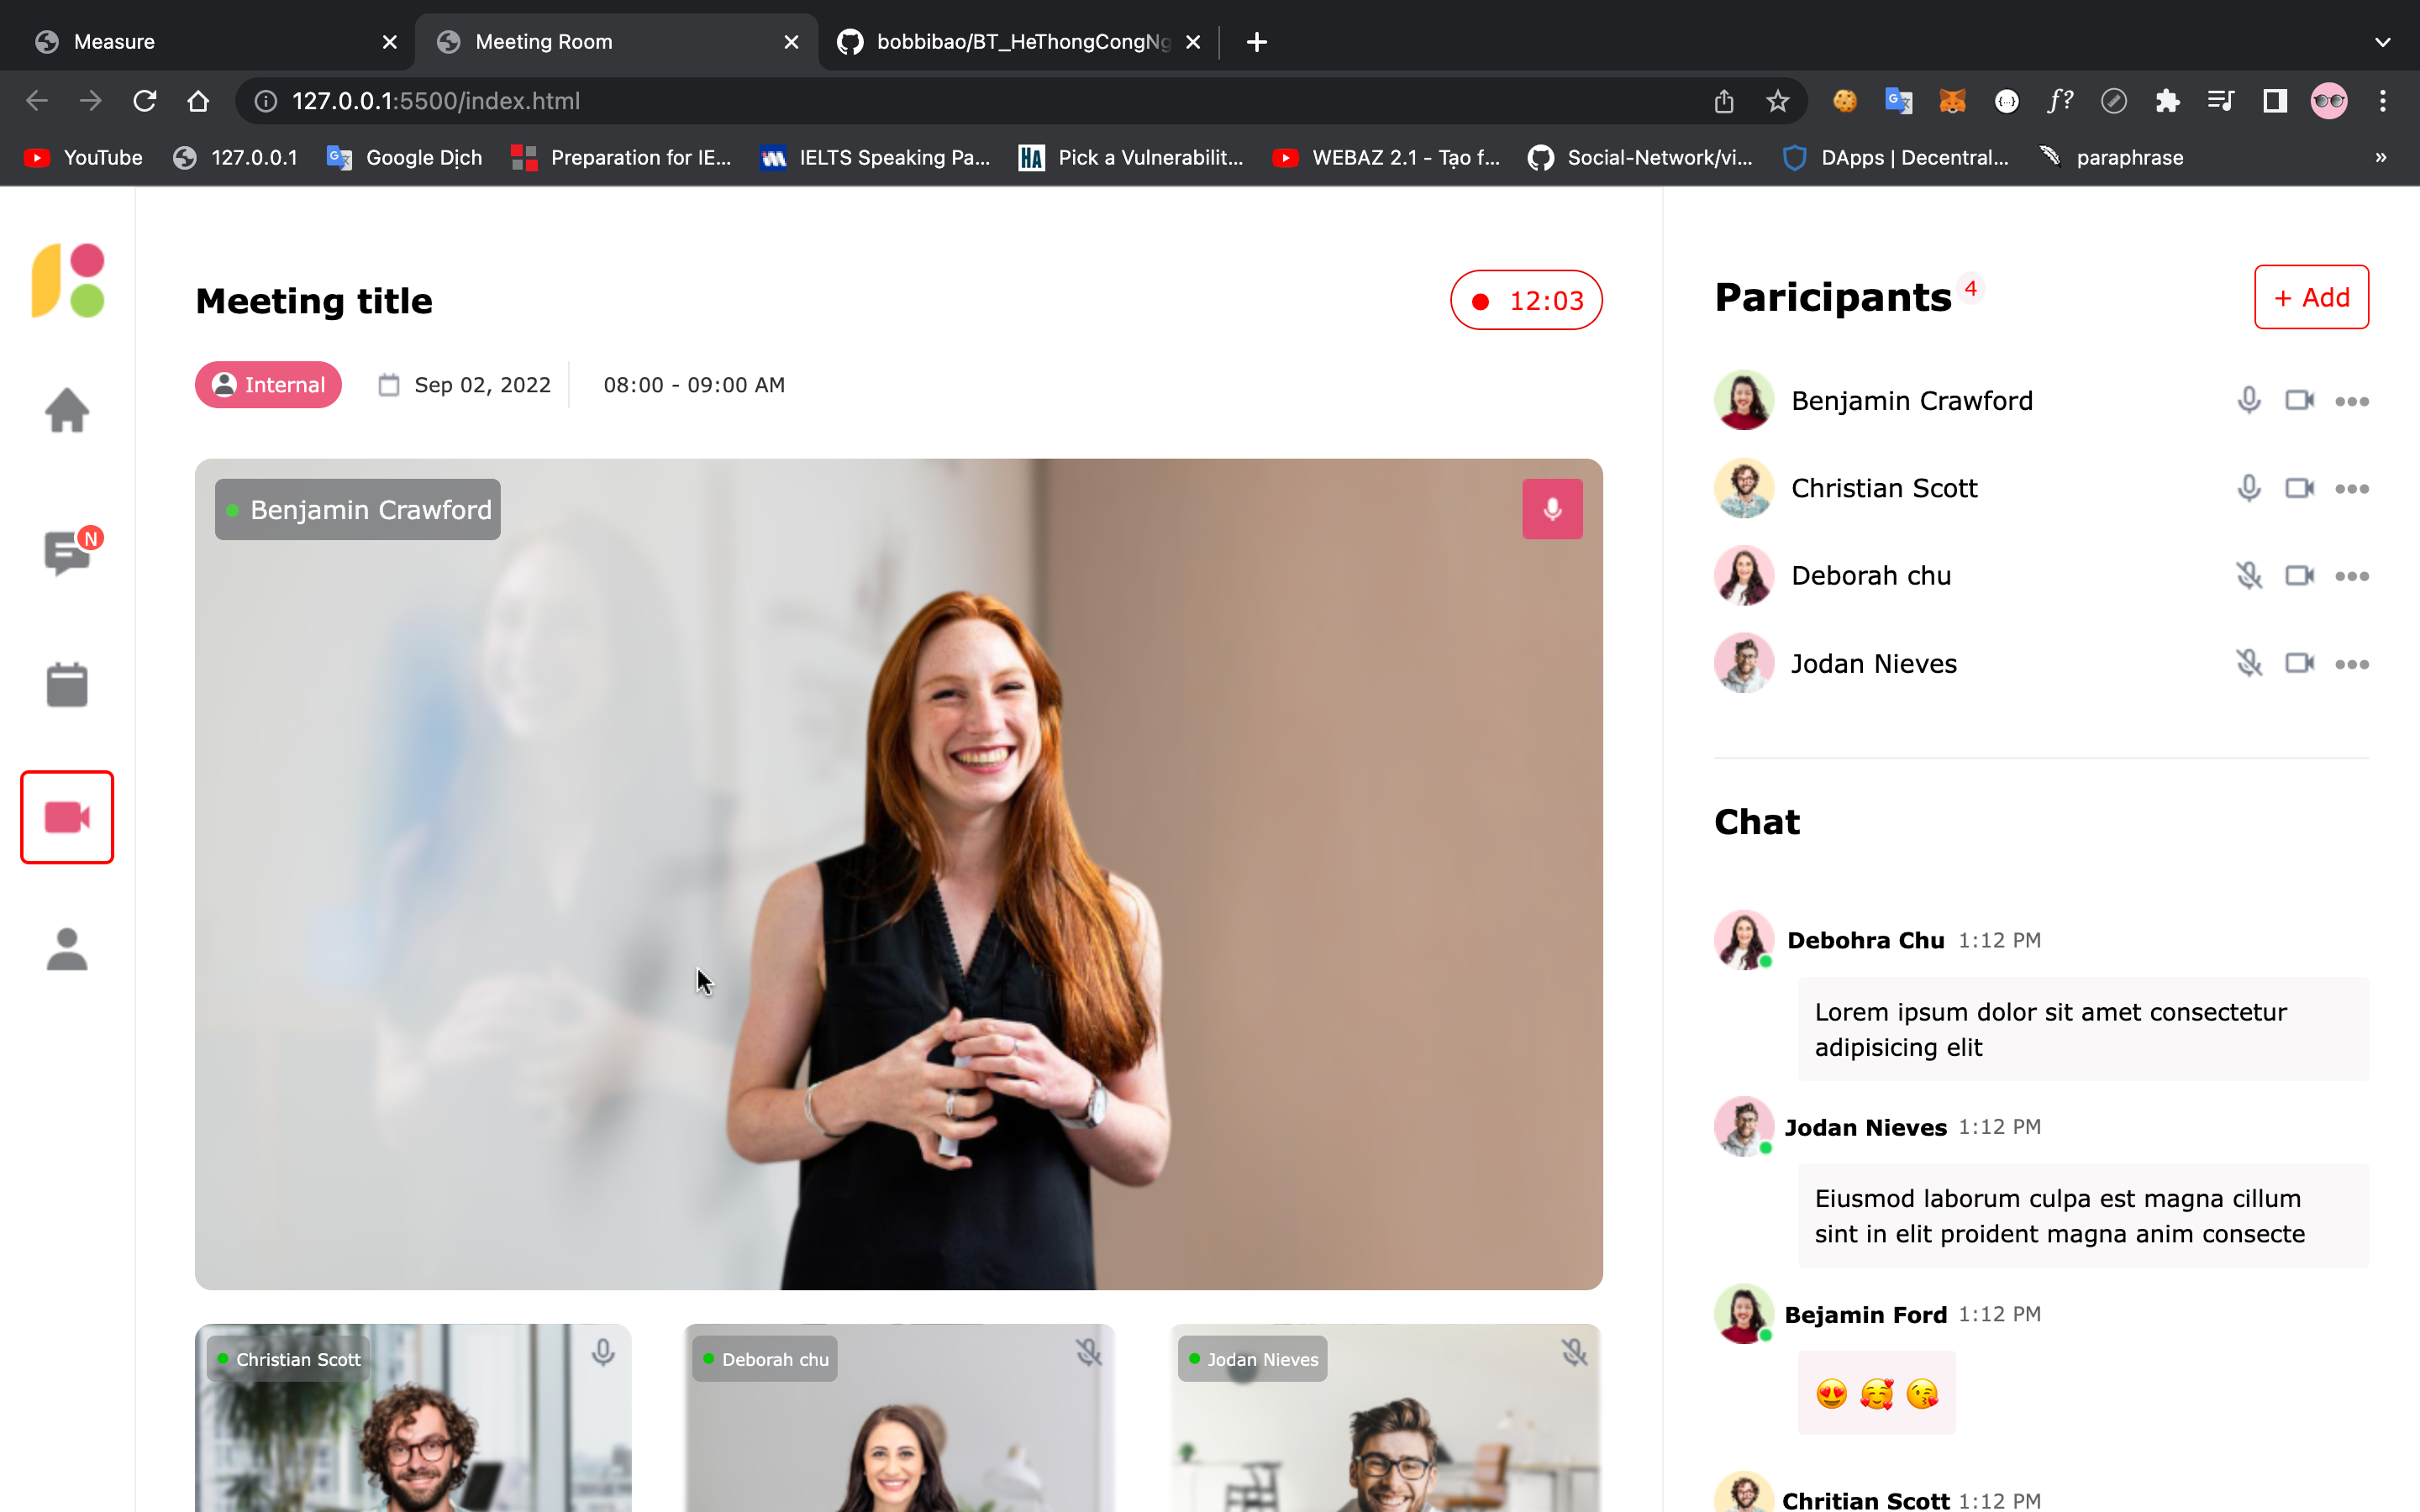 Measure
Meeting Room
bobbibao/BT_HeThongCongNg
127.0.0.1:5500/index.html
f?
YouTube
127.0.0.1
Google Dịch
Preparation for IE...
IELTS Speaking Pa...
HA
Pick a Vulnerabilit...
WEBAZ 2.1 - Tạo f...
Social-Network/vi...
DApps | Decentral...
paraphrase
»
N
Meeting title
12:03
Internal
Sep 02, 2022
08:00 - 09:00 AM
Benjamin Crawford
Christian Scott
Deborah chu
Jodan Nieves
Paricipants 4
+ Add
Benjamin Crawford
Christian Scott
Deborah chu
Jodan Nieves
Chat
Debohra Chu 1:12 PM
Lorem ipsum dolor sit amet consectetur
adipisicing elit
Jodan Nieves 1:12 PM
Eiusmod laborum culpa est magna cillum
sint in elit proident magna anim consecte
Bejamin Ford 1:12 PM
😍 🥰 😘
Chritian Scott 1:12 PM